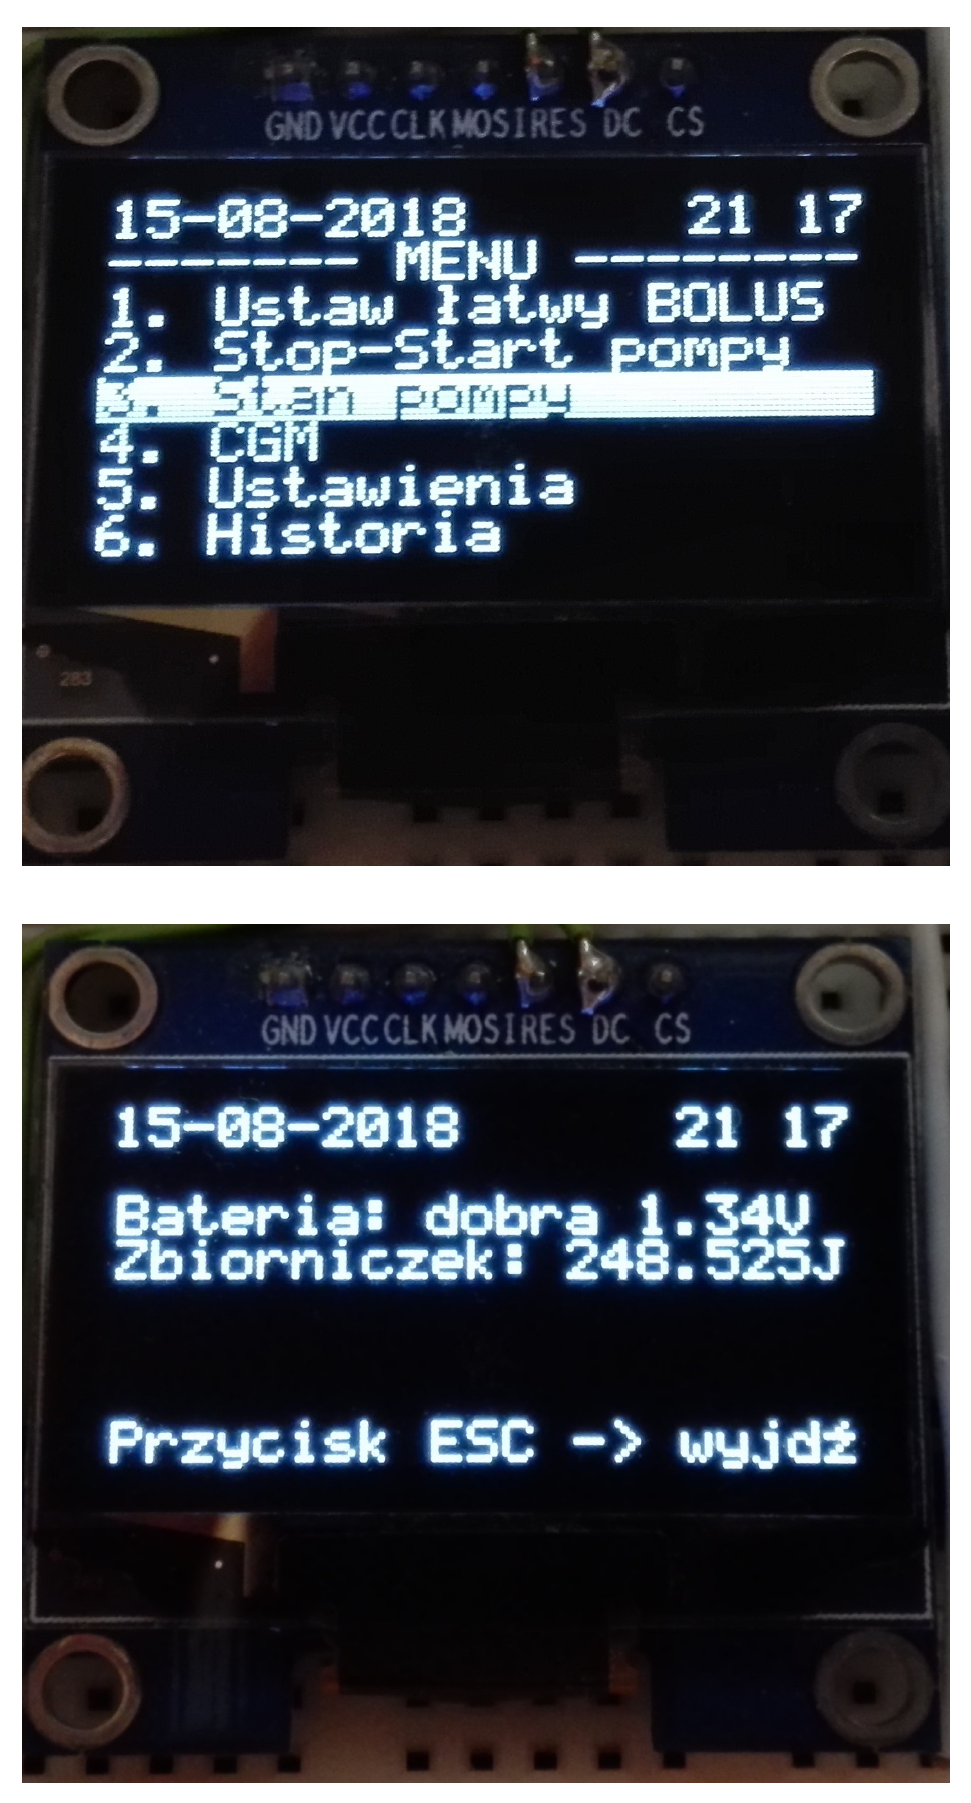 GND VCC CLK MOSI RES DC CS
15-08-2018 21 17
------- MENU --------
1. Ustaw łatwy BOLUS
2. Stop-Start pompy
3. Stan pompy
4. CGM
5. Ustawienia
6. Historia
283
GND VCC CLK MOSI RES DC CS
15-08-2018 21 17
Bateria: dobra 1.34V
Zbiorniczek: 248.525J
Przycisk ESC -> wyjdź